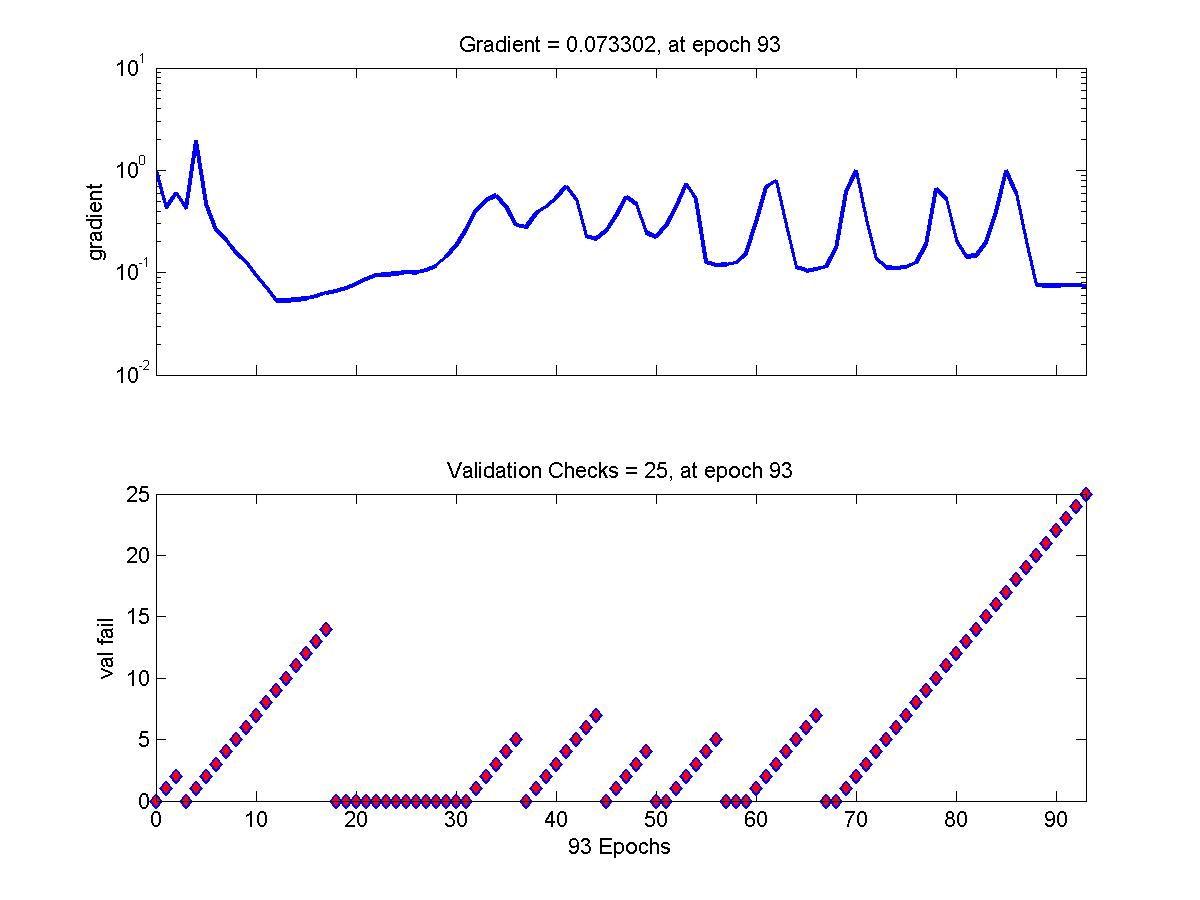 Gradient = 0.073302, at epoch 93
10^1
10^0
10^-1
10^-2
gradient
Validation Checks = 25, at epoch 93
25
20
15
10
5
0
val fail
0 10 20 30 40 50 60 70 80 90
93 Epochs